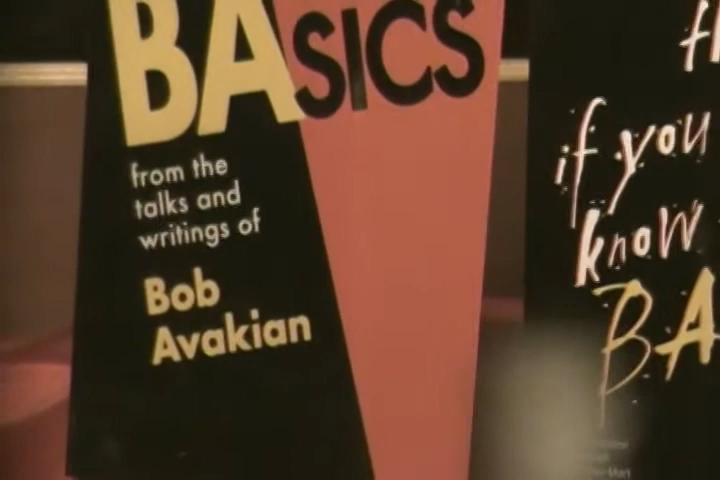 BAsics
from the
talks and
writings of
Bob
Avakian
if you
know
BA